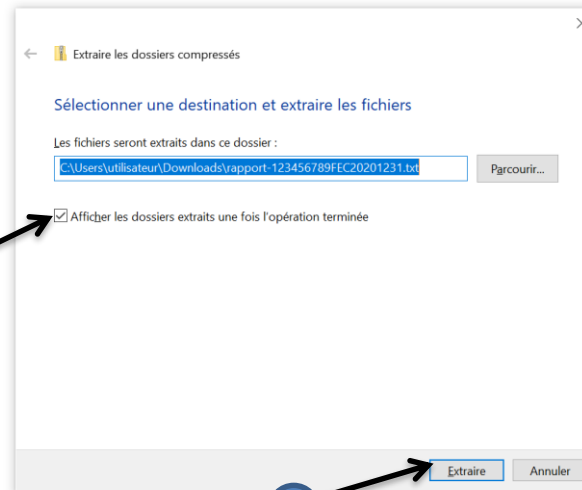 Extraire les dossiers compressés
Sélectionner une destination et extraire les fichiers
Les fichiers seront extraits dans ce dossier :
C:\Users\utilisateur\Downloads\rapport-123456789FEC20201231.txt
Parcourir...
Afficher les dossiers extraits une fois l'opération terminée
Extraire
Annuler